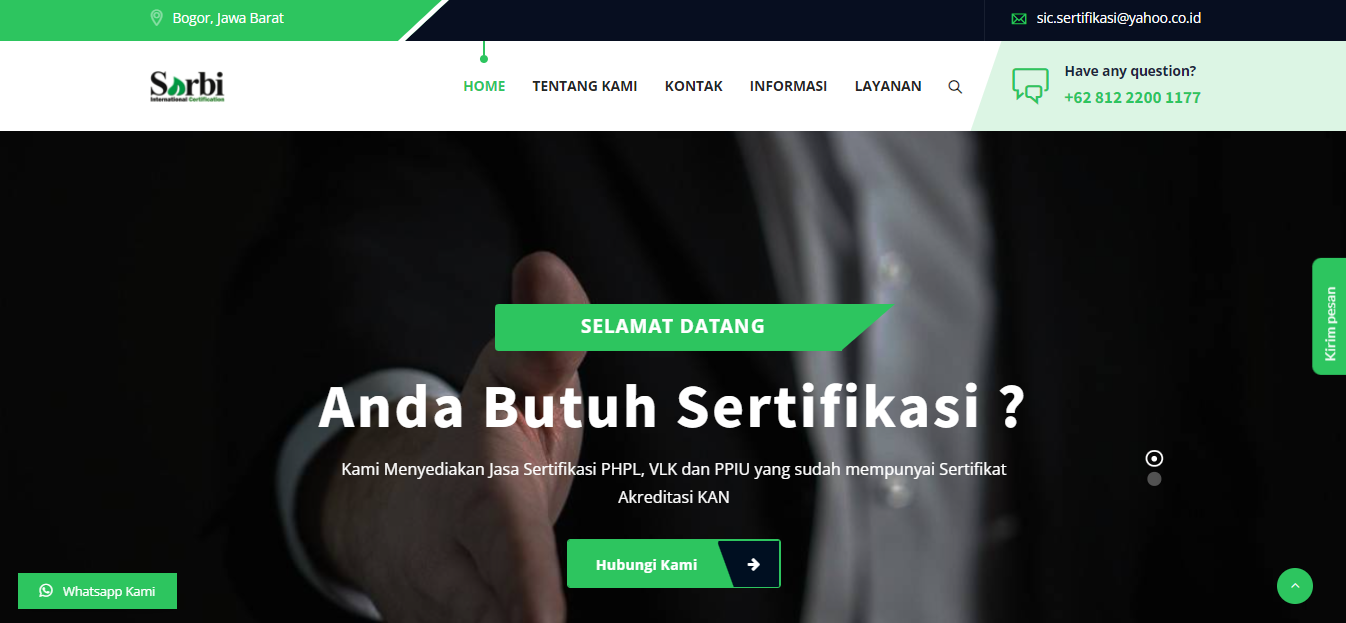 Bogor, Jawa Barat
sic.sertifikasi@yahoo.co.id
Sarbi
International Certification
HOME
TENTANG KAMI
KONTAK
INFORMASI
LAYANAN
Have any question?
+62 812 2200 1177
SELAMAT DATANG
Anda Butuh Sertifikasi ?
Kami Menyediakan Jasa Sertifikasi PHPL, VLK dan PPIU yang sudah mempunyai Sertifikat
Akreditasi KAN
Hubungi Kami
Kirim pesan
Whatsapp Kami